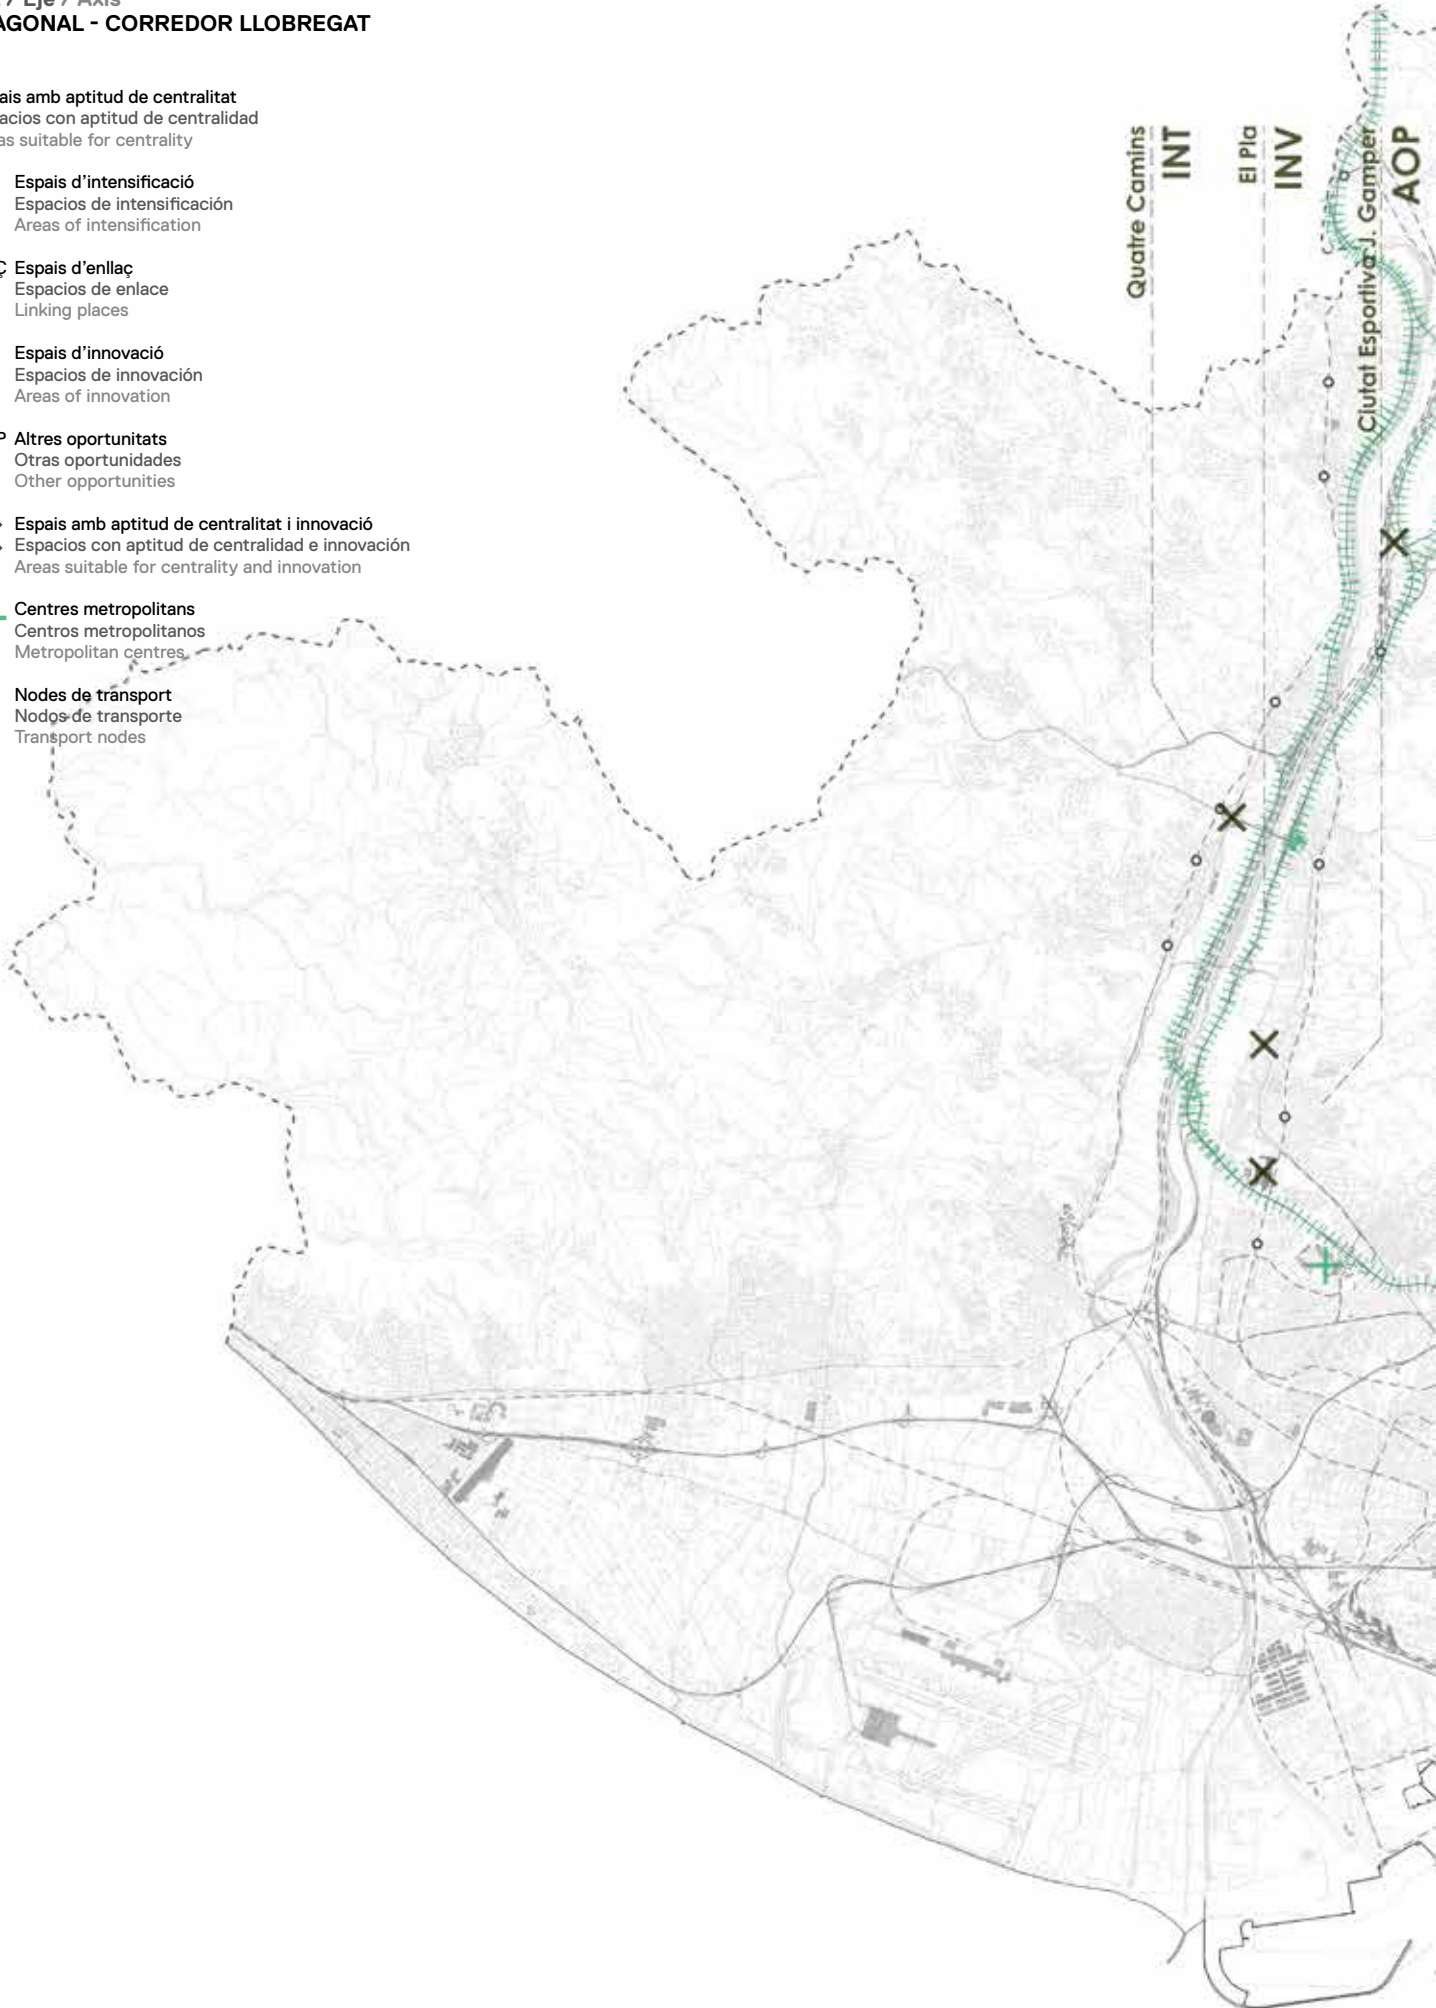 / Eje / Axis
AGONAL - CORREDOR LLOBREGAT
ais amb aptitud de centralitat
acios con aptitud de centralidad
as suitable for centrality
Espais d'intensificació
Espacios de intensificación
Areas of intensification
Ç Espais d'enllaç
Espacios de enlace
Linking places
Espais d'innovació
Espacios de innovación
Areas of innovation
P Altres oportunitats
Otras oportunidades
Other opportunities
Espais amb aptitud de centralitat i innovació
Espacios con aptitud de centralidad e innovación
Areas suitable for centrality and innovation
Centres metropolitans
Centros metropolitanos
Metropolitan centres
Nodes de transport
Nodos de transporte
Transport nodes
Quatre Camins
INT
El Pla
INV
Ciutat Esportiva J. Gamper
AOP